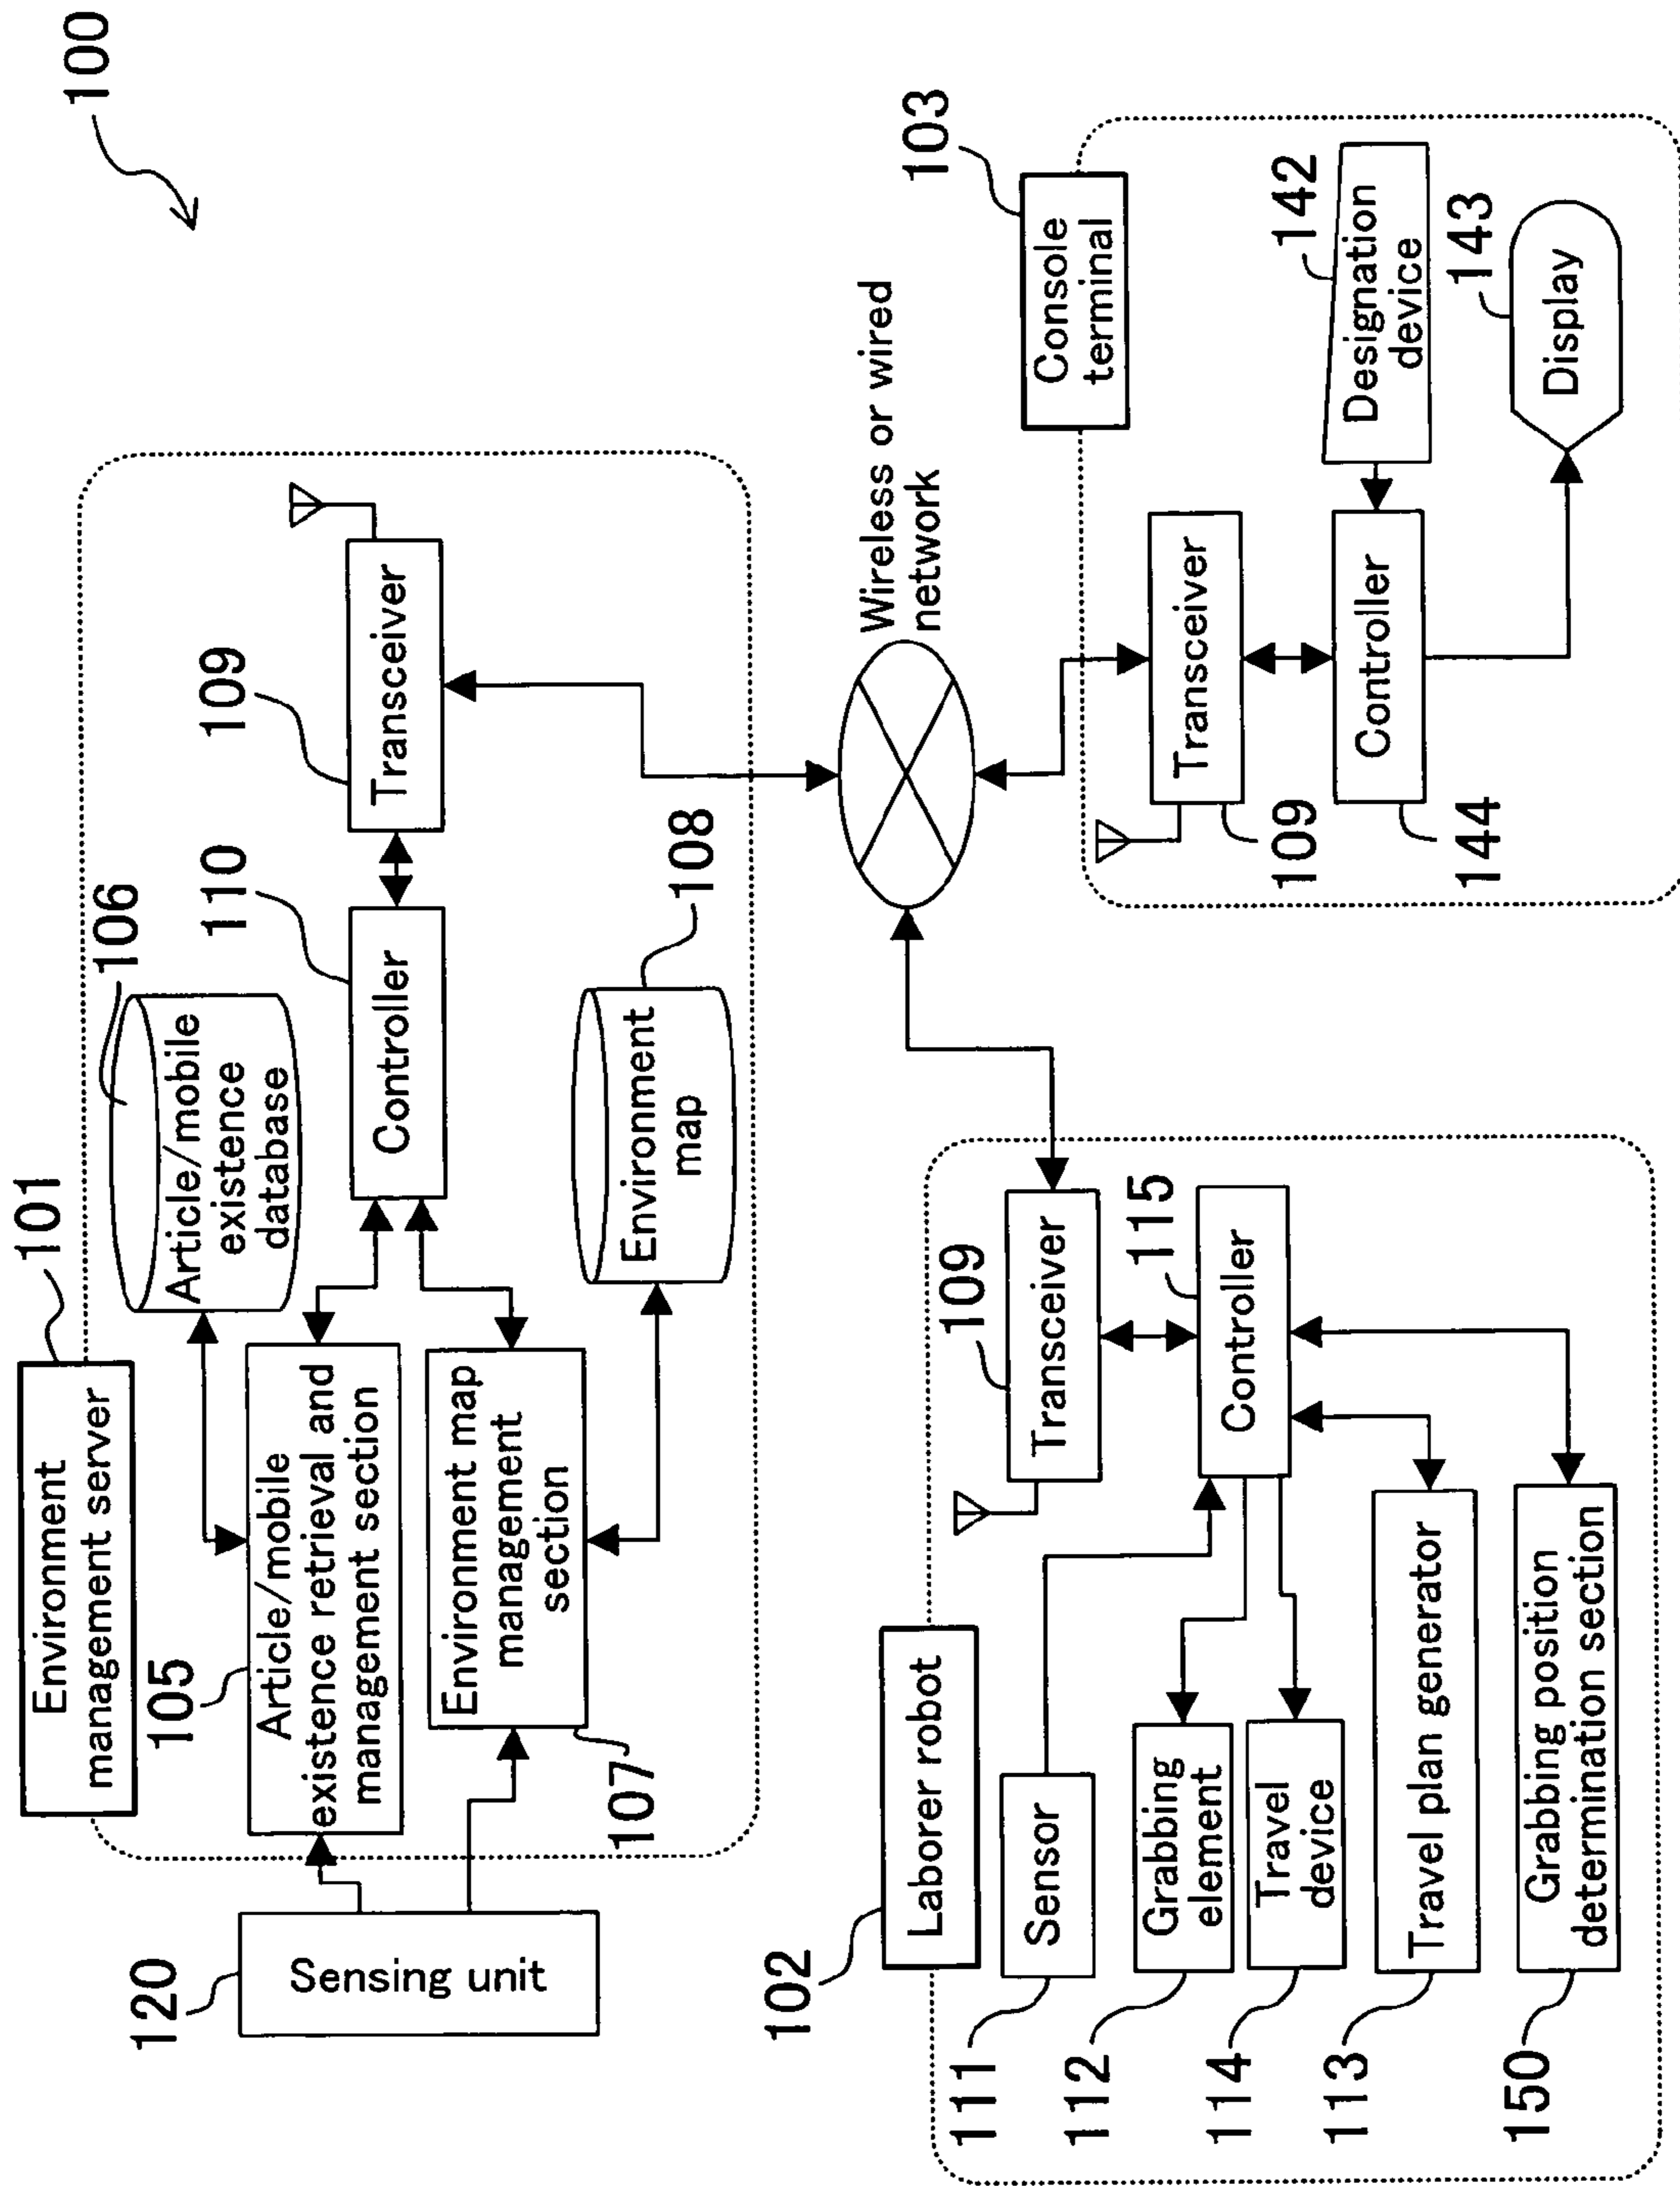 100
Environment
management server
101
120
Sensing unit
105
Article/mobile
existence retrieval and
management section
106
Article/mobile
existence
database
107
Environment map
management
section
108
Environment
map
110
Controller
109
Transceiver
Wireless or wired
network
102
Laborer robot
111
Sensor
112
Grabbing
element
114
Travel
device
113
Travel plan generator
150
Grabbing position
determination section
109
Transceiver
115
Controller
103
Console
terminal
109
Transceiver
144
Controller
142
Designation
device
143
Display